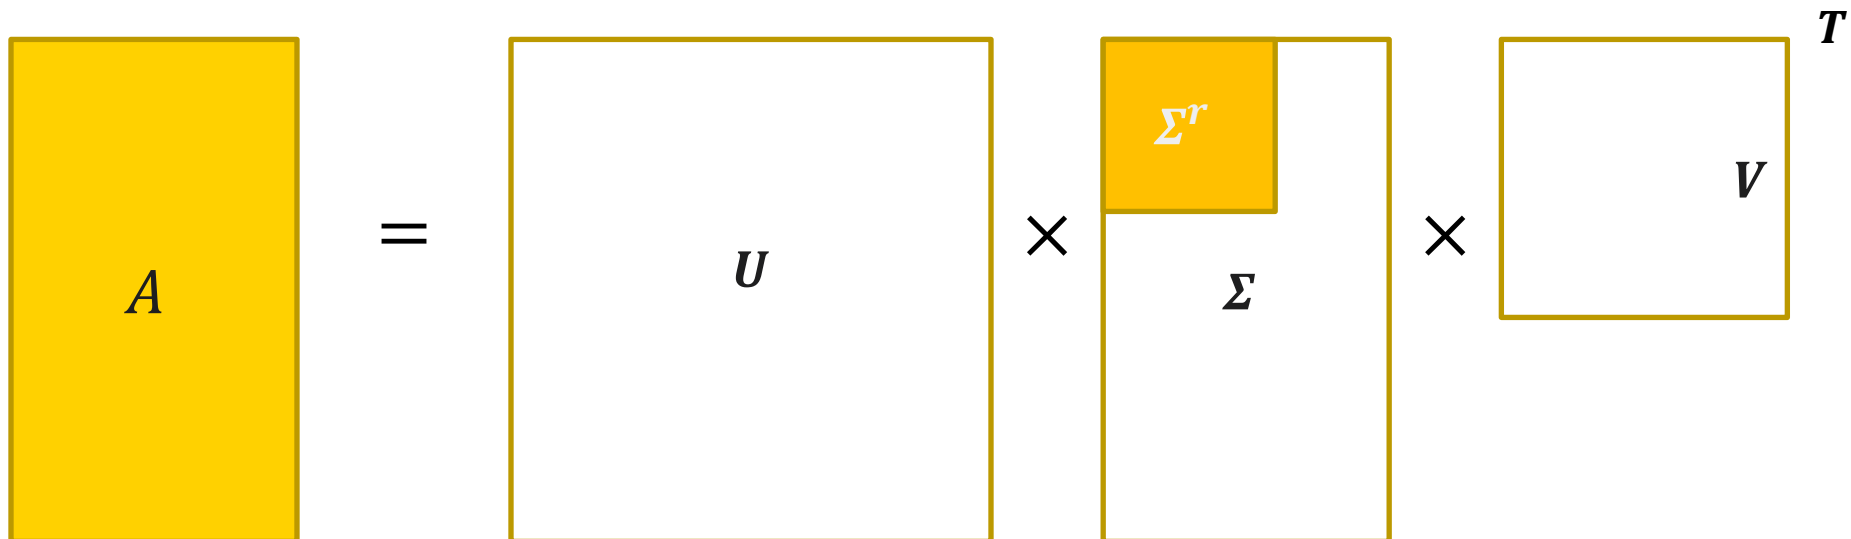 A = U × Σʳ Σ × V ᵀ